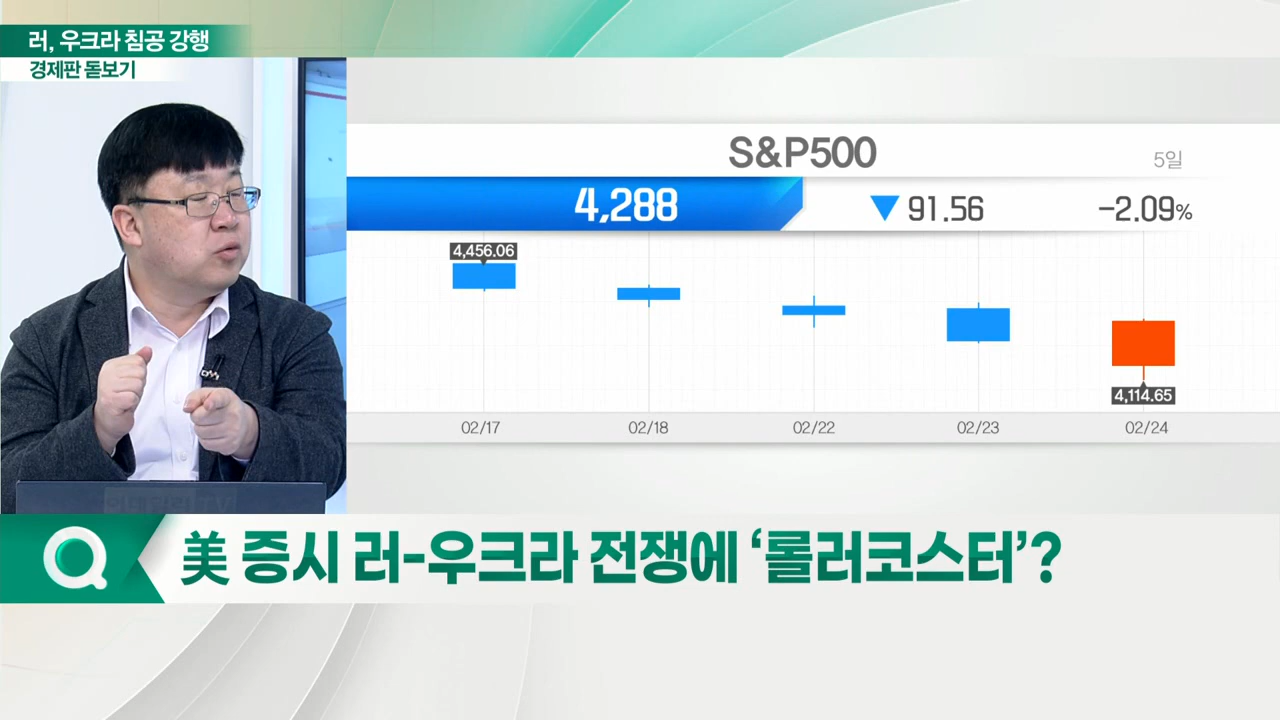 러, 우크라 침공 강행
경제판 돋보기
S&P500
5일
4,288 ▼ 91.56 -2.09%
4,456.06
4,114.65
02/17 02/18 02/22 02/23 02/24
Q 美 증시 러-우크라 전쟁에 ‘롤러코스터’?